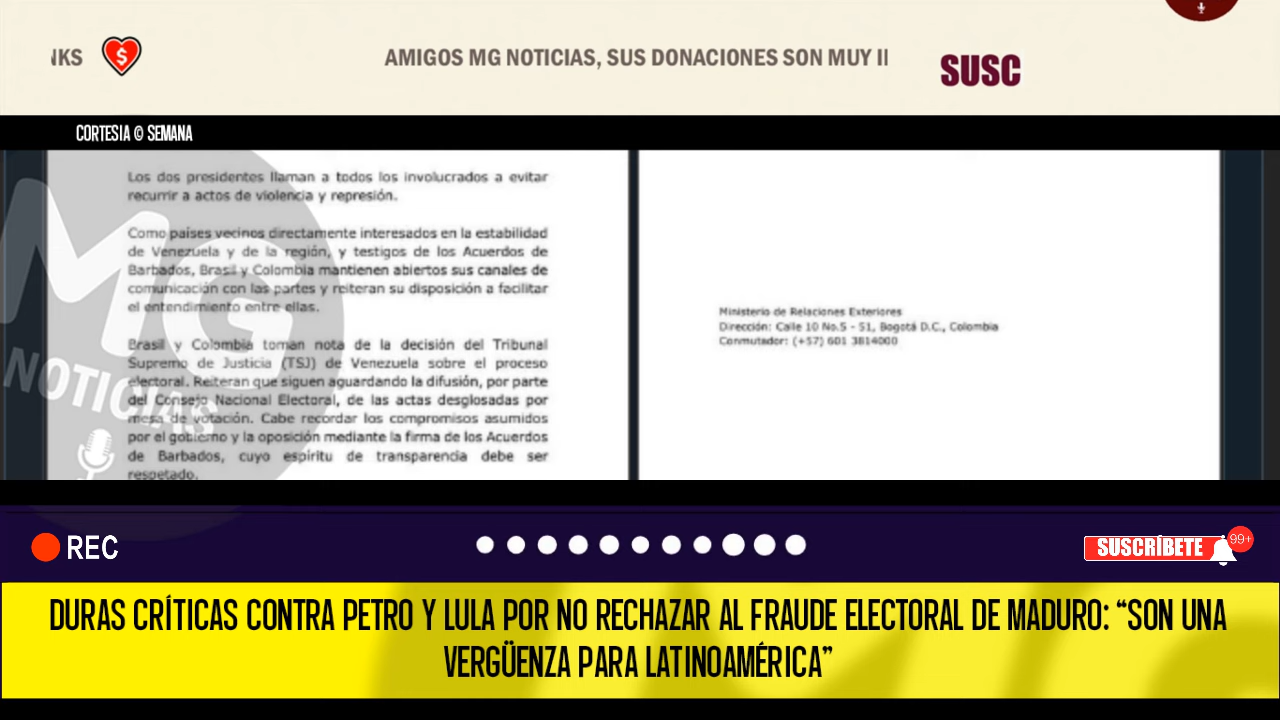 NKS
AMIGOS MG NOTICIAS, SUS DONACIONES SON MUY
SUSC
CORTESIA © SEMANA
Los dos presidentes llaman a todos los involucrados a evitar
recurrir a actos de violencia y represión.
Como países vecinos directamente interesados en la estabilidad
de Venezuela y de la región, y testigos de los Acuerdos de
Barbados, Brasil y Colombia mantienen abiertos sus canales de
comunicación con las partes y reiteran su disposición a facilitar
el entendimiento entre ellas.
Brasil y Colombia toman nota de la decisión del Tribunal
Supremo de Justicia (TSJ) de Venezuela sobre el proceso
electoral. Reiteran que siguen aguardando la difusión, por parte
del Consejo Nacional Electoral, de las actas desglosadas por
mesa de votación. Cabe recordar los compromisos asumidos
por el gobierno y la oposición mediante la firma de los Acuerdos
de Barbados, cuyo espíritu de transparencia debe ser
respetado.
MG
NOTICIAS
Ministerio de Relaciones Exteriores
Dirección: Calle 10 No.5 - 51, Bogotá D.C., Colombia
Conmutador: (+57) 601 3814000
REC
SUSCRÍBETE
99+
DURAS CRÍTICAS CONTRA PETRO Y LULA POR NO RECHAZAR AL FRAUDE ELECTORAL DE MADURO: “SON UNA
VERGÜENZA PARA LATINOAMÉRICA”